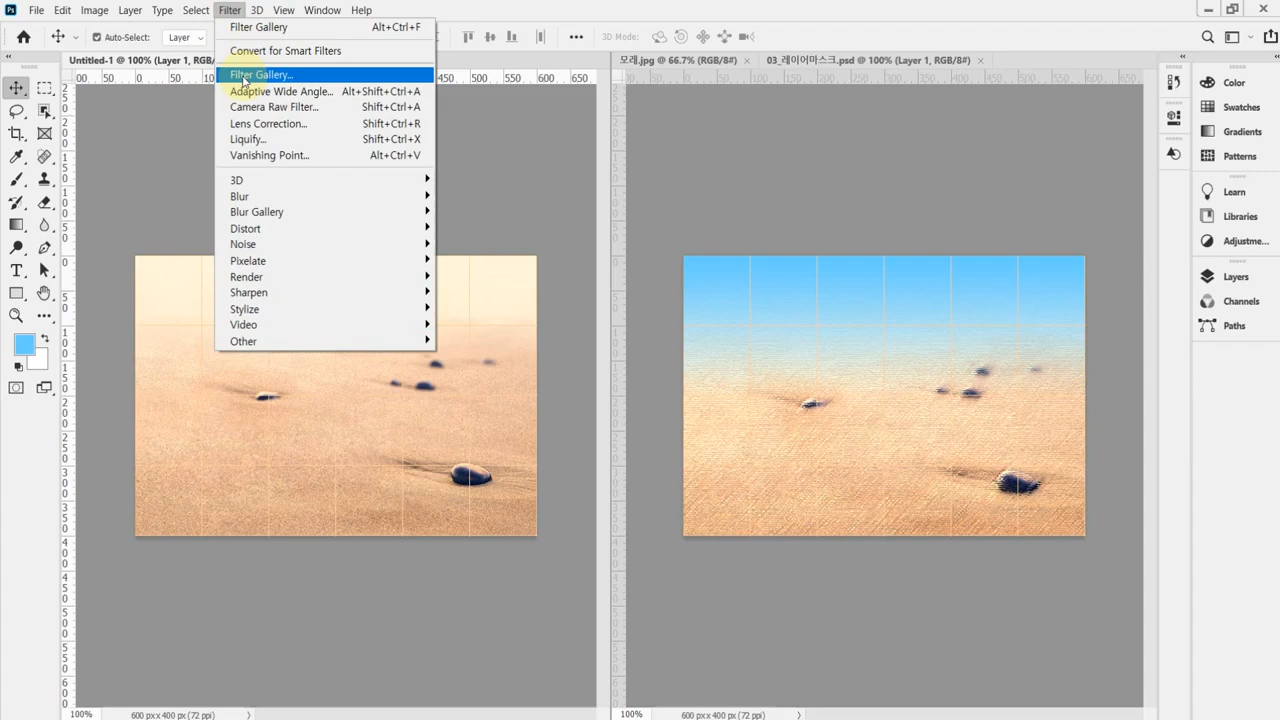 Ps File Edit Image Layer Type Select Filter 3D View Window Help
Auto-Select: Layer
3D Mode:
Untitled-1 @ 100% (Layer 1, RGB/
모래.jpg @ 66.7% (RGB/8#) × 03_레이어마스크.psd @ 100% (Layer 1, RGB/8#) ×
Filter Gallery Alt+Ctrl+F
Convert for Smart Filters
Filter Gallery...
Adaptive Wide Angle... Alt+Shift+Ctrl+A
Camera Raw Filter... Shift+Ctrl+A
Lens Correction... Shift+Ctrl+R
Liquify... Shift+Ctrl+X
Vanishing Point... Alt+Ctrl+V
3D
Blur
Blur Gallery
Distort
Noise
Pixelate
Render
Sharpen
Stylize
Video
Other
Color
Swatches
Gradients
Patterns
Learn
Libraries
Adjustme...
Layers
Channels
Paths
100% 600 px x 400 px (72 ppi)
100% 600 px x 400 px (72 ppi)